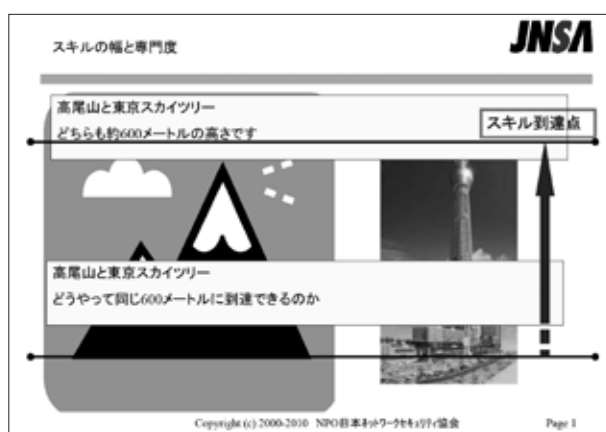 JNSA
スキルの幅と専門度
高尾山と東京スカイツリー
どちらも約600メートルの高さです
スキル到達点
高尾山と東京スカイツリー
どうやって同じ600メートルに到達できるのか
Copyright (c) 2000-2010 NPO日本ネットワークセキュリティ協会
Page 1